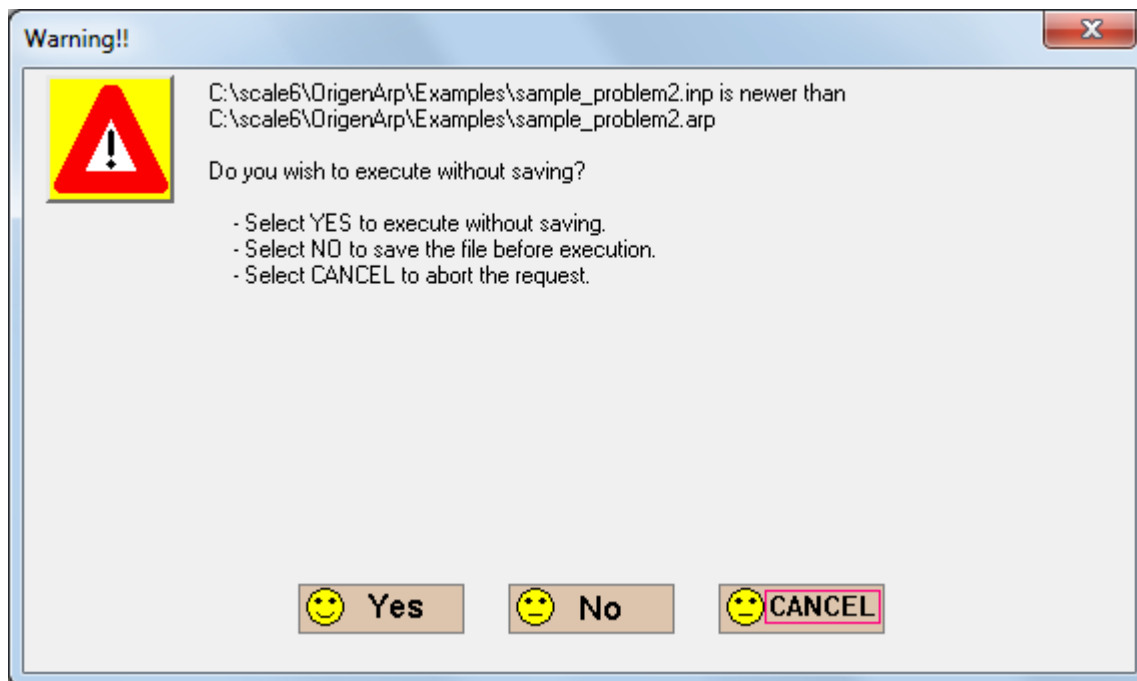 Warning!!
C:\scale6\OrigenArp\Examples\sample_problem2.inp is newer than
C:\scale6\OrigenArp\Examples\sample_problem2.arp
Do you wish to execute without saving?
- Select YES to execute without saving.
- Select NO to save the file before execution.
- Select CANCEL to abort the request.
Yes No CANCEL